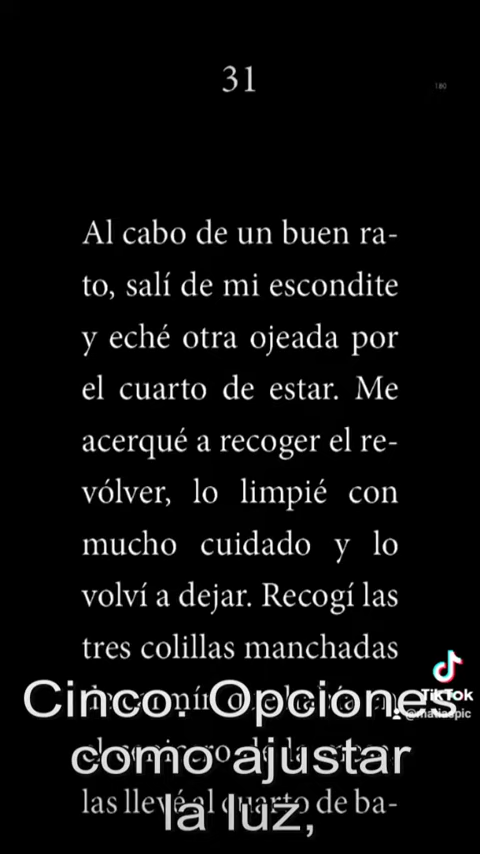 31
180
Al cabo de un buen ra-
to, salí de mi escondite
y eché otra ojeada por
el cuarto de estar. Me
acerqué a recoger el re-
vólver, lo limpié con
mucho cuidado y lo
volví a dejar. Recogí las
tres colillas manchadas
Cinco. Opciones
como ajustar
la luz,
las llevé al cuarto de ba-
TikTok